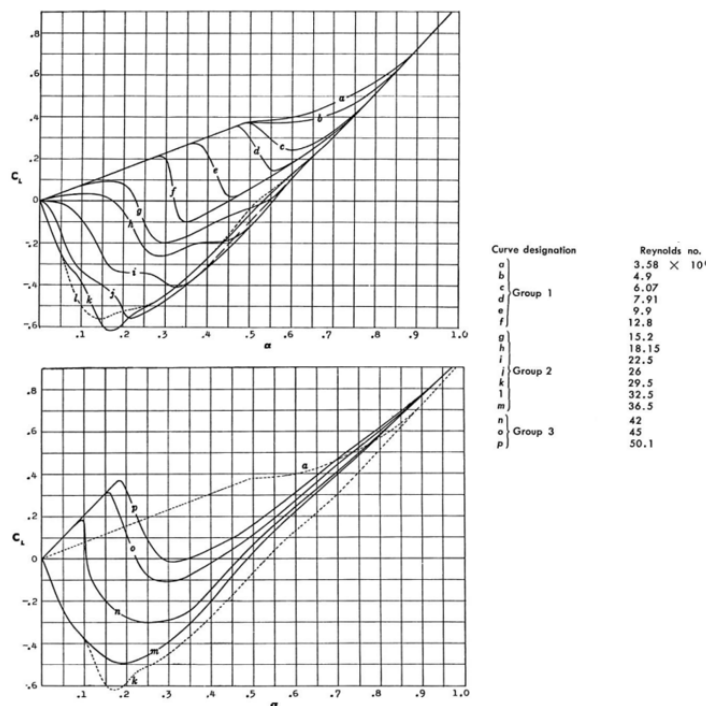 .8
.6
.4
.2
0
-.2
-.4
-.6
C_L
a
b
c
d
e
f
g
h
i
j
k
l
.1 .2 .3 .4 .5 .6 .7 .8 .9 1.0
α
Curve designation Reynolds no.
a 3.58 × 10
b 4.9
c Group 1 6.07
d 7.91
e 9.9
f 12.8
g 15.2
h 18.15
i 22.5
j Group 2 26
k 29.5
l 32.5
m 36.5
n 42
o Group 3 45
p 50.1
.8
.6
.4
.2
0
-.2
-.4
-.6
C_L
a
p
o
n
m
k
.1 .2 .3 .4 .5 .6 .7 .8 .9 1.0
α